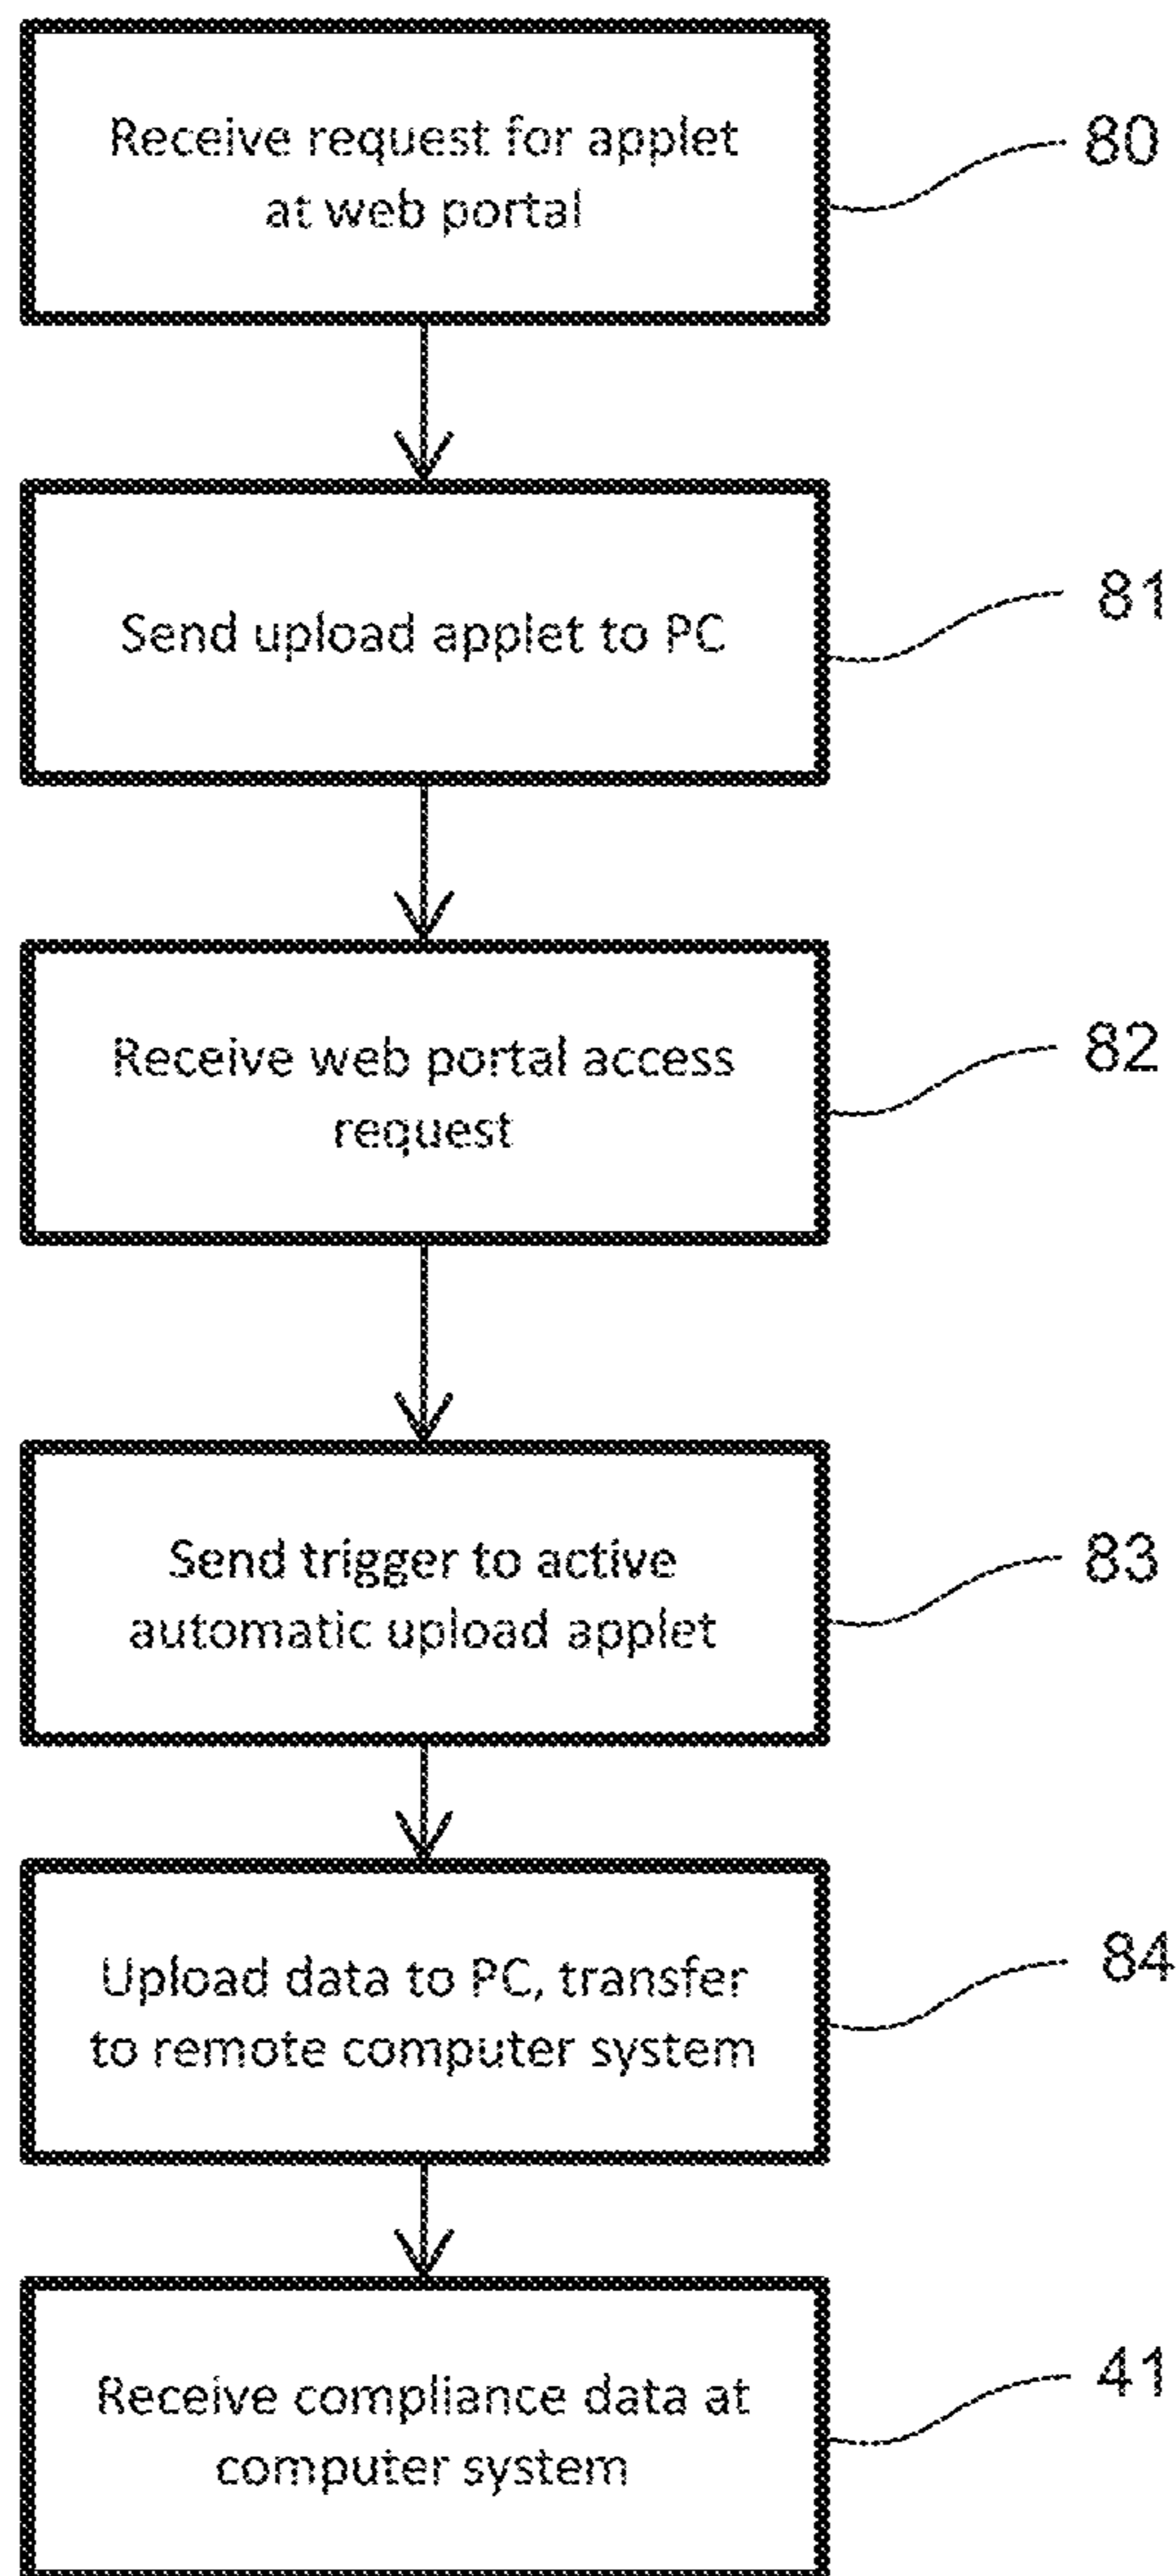 Receive request for applet
at web portal
80
Send upload applet to PC
81
Receive web portal access
request
82
Send trigger to active
automatic upload applet
83
Upload data to PC, transfer
to remote computer system
84
Receive compliance data at
computer system
41